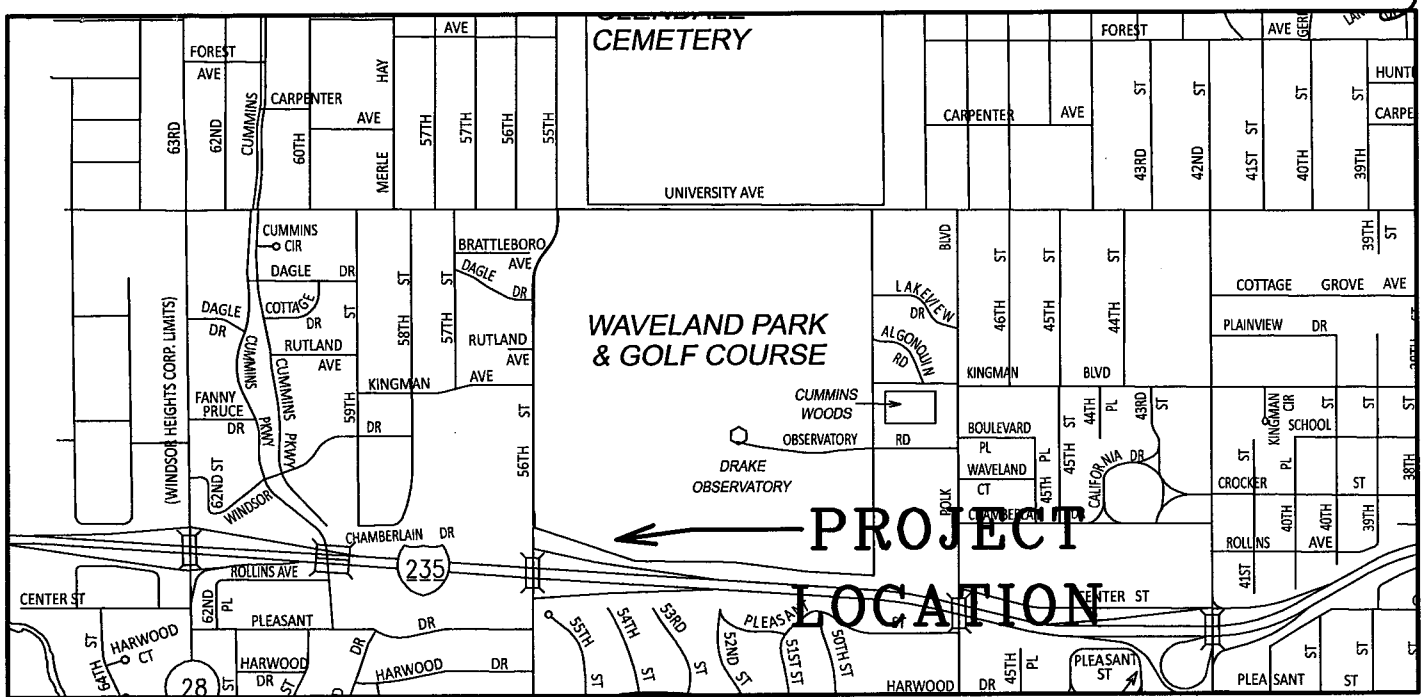 CEMETERY
AVE
FOREST
AVE
FOREST
AVE
HAY
HUNT
63RD
62ND
CUMMINS
CARPENTER
AVE
60TH
MERLE
57TH
57TH
56TH
55TH
CARPENTER
AVE
CARPE
43RD
ST
42ND
ST
41ST
ST
40TH
ST
39TH
ST
UNIVERSITY AVE
CUMMINS
CIR
BRATTLEBORO
AVE
DAGLE
DR
DAGLE
DR
BLVD
39TH
ST
COTTAGE GROVE AVE
(WINDSOR HEIGHTS CORP. LIMITS)
DAGLE
DR
COTTAGE
DR
ST
58TH
ST
57TH
ST
LAKEVIEW
DR
46TH
ST
45TH
ST
44TH
ST
WAVELAND PARK
& GOLF COURSE
PLAINVIEW DR
ALGONQUIN
RD
RUTLAND
AVE
RUTLAND
AVE
CUMMINS
PKWY
CUMMINS
PKWY
KINGMAN AVE
KINGMAN BLVD
FANNY
PRUCE
DR
59TH
DR
ST
56TH
CUMMINS
WOODS
44TH
PL
43RD
ST
KINGMAN
CIR
ST
ST
ST
SCHOOL
OBSERVATORY RD
BOULEVARD
PL
45TH
ST
DRAKE
OBSERVATORY
WAVELAND
CT
45TH
PL
CALIFORNIA DR
ST
40TH
PL
38TH
62ND ST
WINDSOR
POLK
CROCKER ST
CHAMBERLAIN DR
40TH
39TH
CHAMBERLAIN DR
PROJECT
LOCATION
ROLLINS AVE
235
ROLLINS AVE
41ST
CENTER ST
62ND
PL
CENTER ST
PLEASANT DR
PLEASANT ST
64TH
ST
HARWOOD
CT
55TH
ST
54TH
ST
53RD
ST
52ND
ST
51ST ST
50TH ST
HARWOOD
DR
ST
DR
HARWOOD DR
45TH
PL
PLEASANT
ST
28
ST
HARWOOD DR
PLEASANT ST